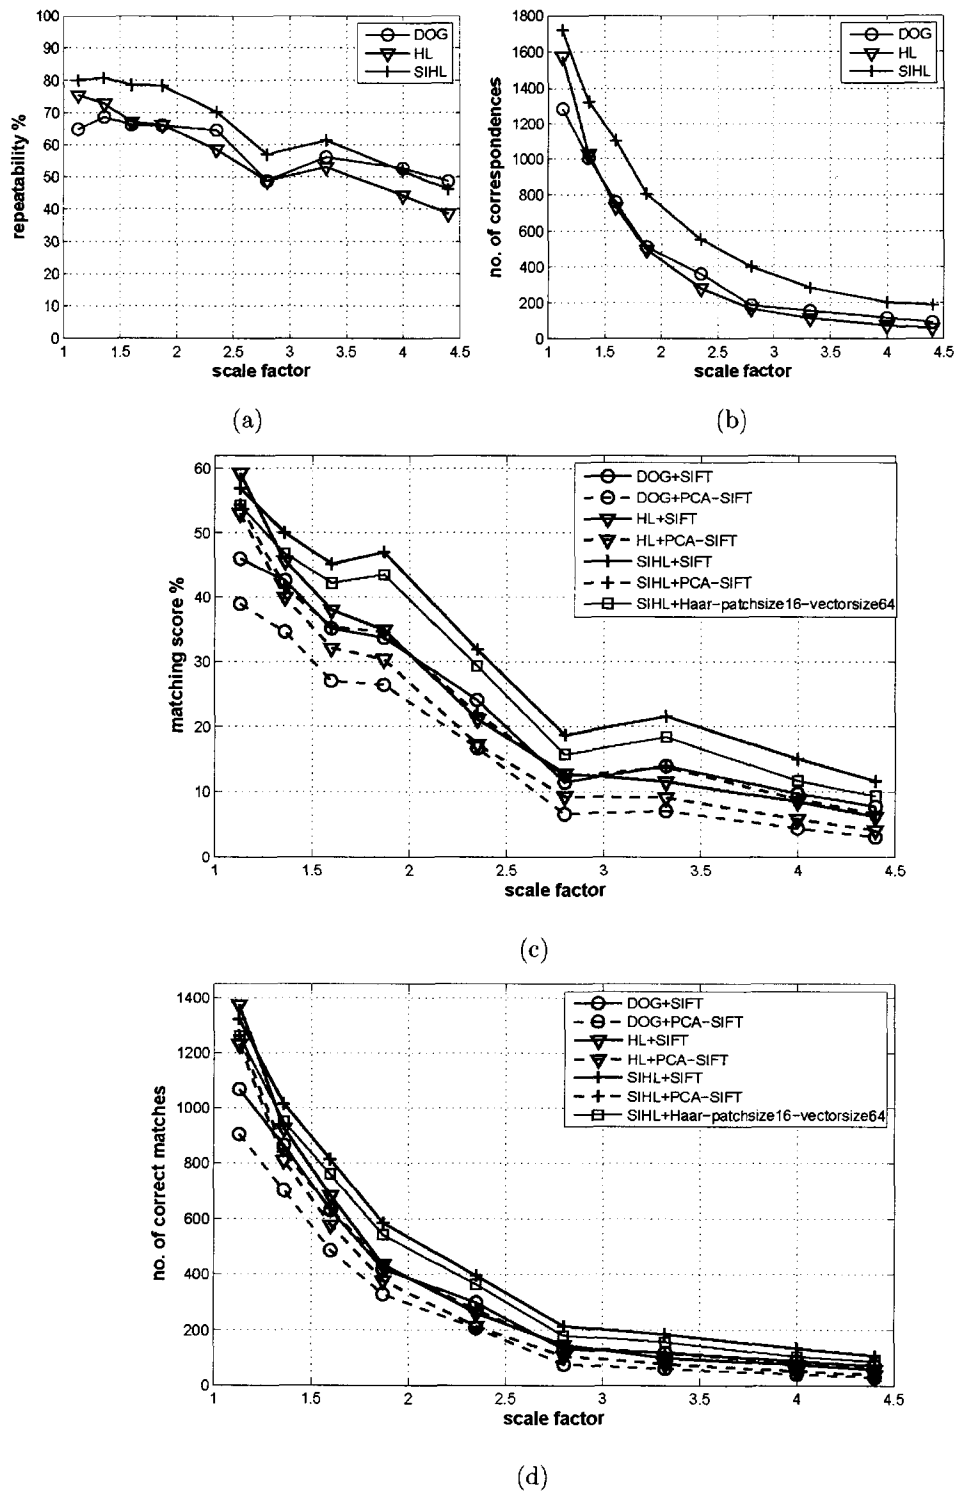 100
90
80
70
60
50
40
30
20
10
0
repeatability %
DOG
HL
SIHL
1 1.5 2 2.5 3 3.5 4 4.5
scale factor
(a)
1800
1600
1400
1200
1000
800
600
400
200
0
no. of correspondences
DOG
HL
SIHL
1 1.5 2 2.5 3 3.5 4 4.5
scale factor
(b)
60
50
40
30
20
10
0
matching score %
DOG+SIFT
DOG+PCA-SIFT
HL+SIFT
HL+PCA-SIFT
SIHL+SIFT
SIHL+PCA-SIFT
SIHL+Haar-patchsize16-vectorsize64
1 1.5 2 2.5 3 3.5 4 4.5
scale factor
(c)
1400
1200
1000
800
600
400
200
0
no. of correct matches
DOG+SIFT
DOG+PCA-SIFT
HL+SIFT
HL+PCA-SIFT
SIHL+SIFT
SIHL+PCA-SIFT
SIHL+Haar-patchsize16-vectorsize64
1 1.5 2 2.5 3 3.5 4 4.5
scale factor
(d)